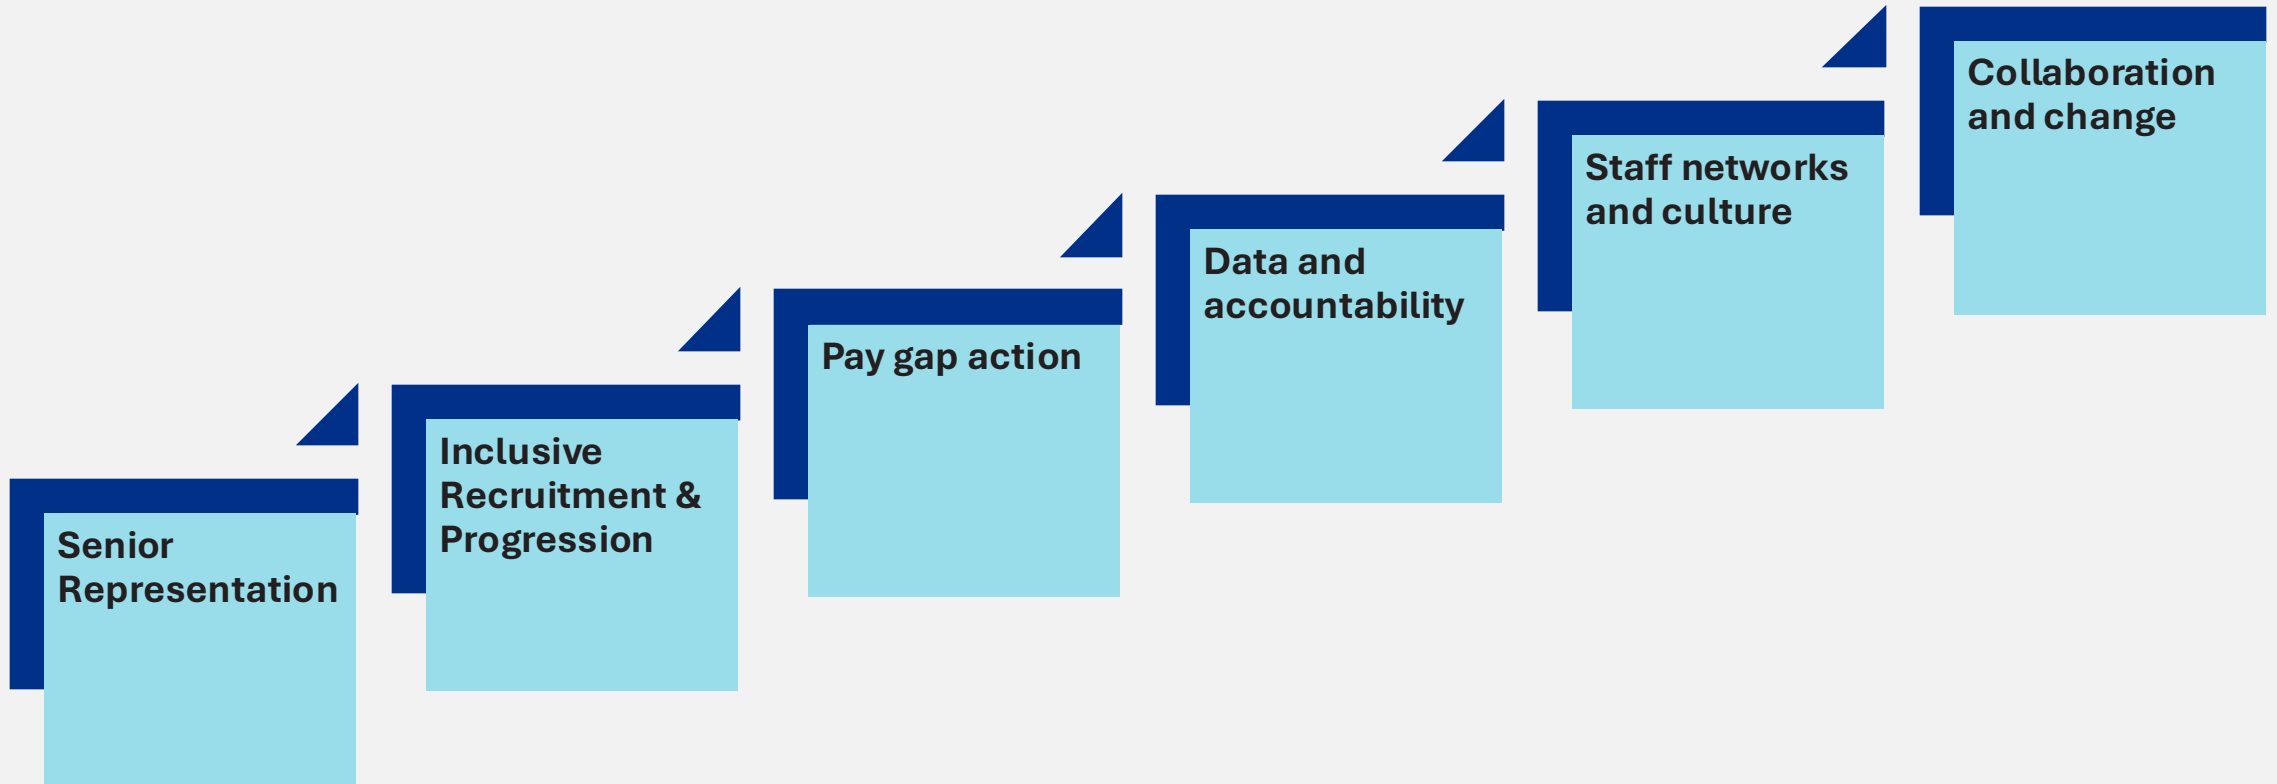 Senior
Representation
Inclusive
Recruitment &
Progression
Pay gap action
Data and
accountability
Staff networks
and culture
Collaboration
and change